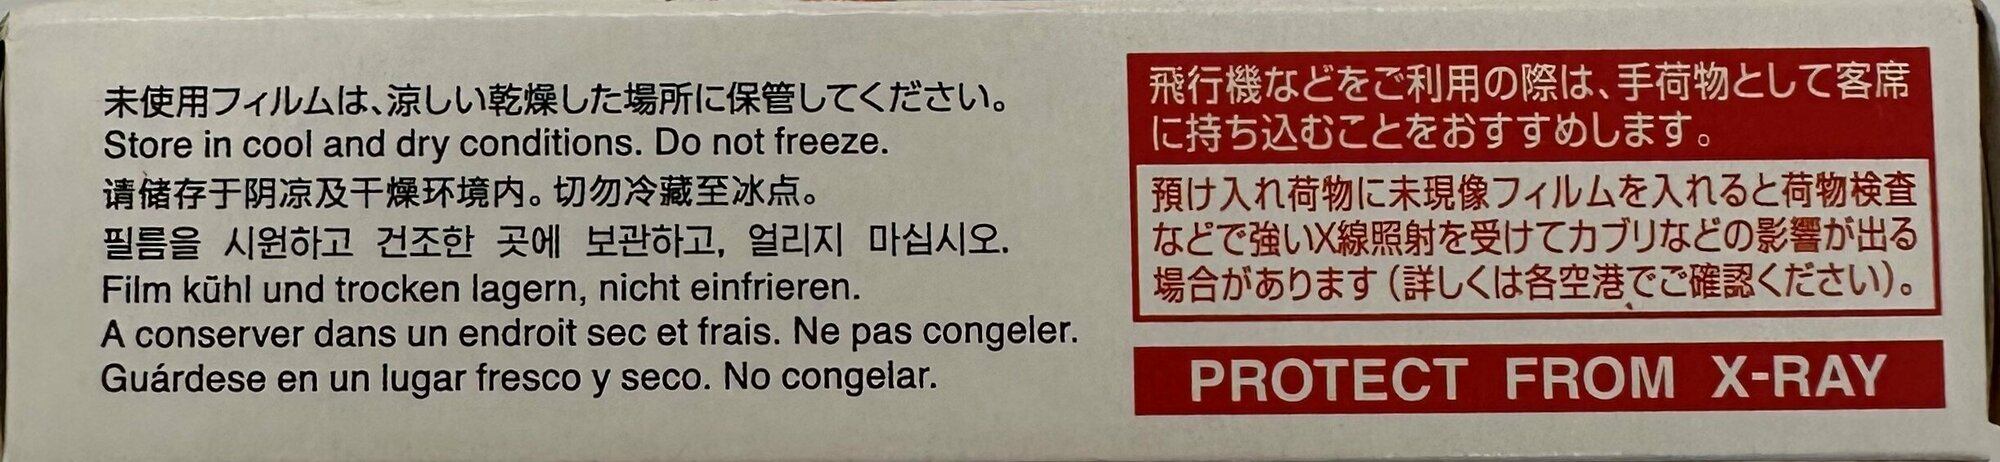 未使用フィルムは、涼しい乾燥した場所に保管してください。
Store in cool and dry conditions. Do not freeze.
请储存于阴凉及干燥环境内。切勿冷藏至冰点。
필름을 시원하고 건조한 곳에 보관하고, 얼리지 마십시오.
Film kühl und trocken lagern, nicht einfrieren.
A conserver dans un endroit sec et frais. Ne pas congeler.
Guárdese en un lugar fresco y seco. No congelar.
飛行機などをご利用の際は、手荷物として客席
に持ち込むことをおすすめします。
預け入れ荷物に未現像フィルムを入れると荷物検査
などで強いX線照射を受けてカブリなどの影響が出る
場合があります（詳しくは各空港でご確認ください）。
PROTECT FROM X-RAY